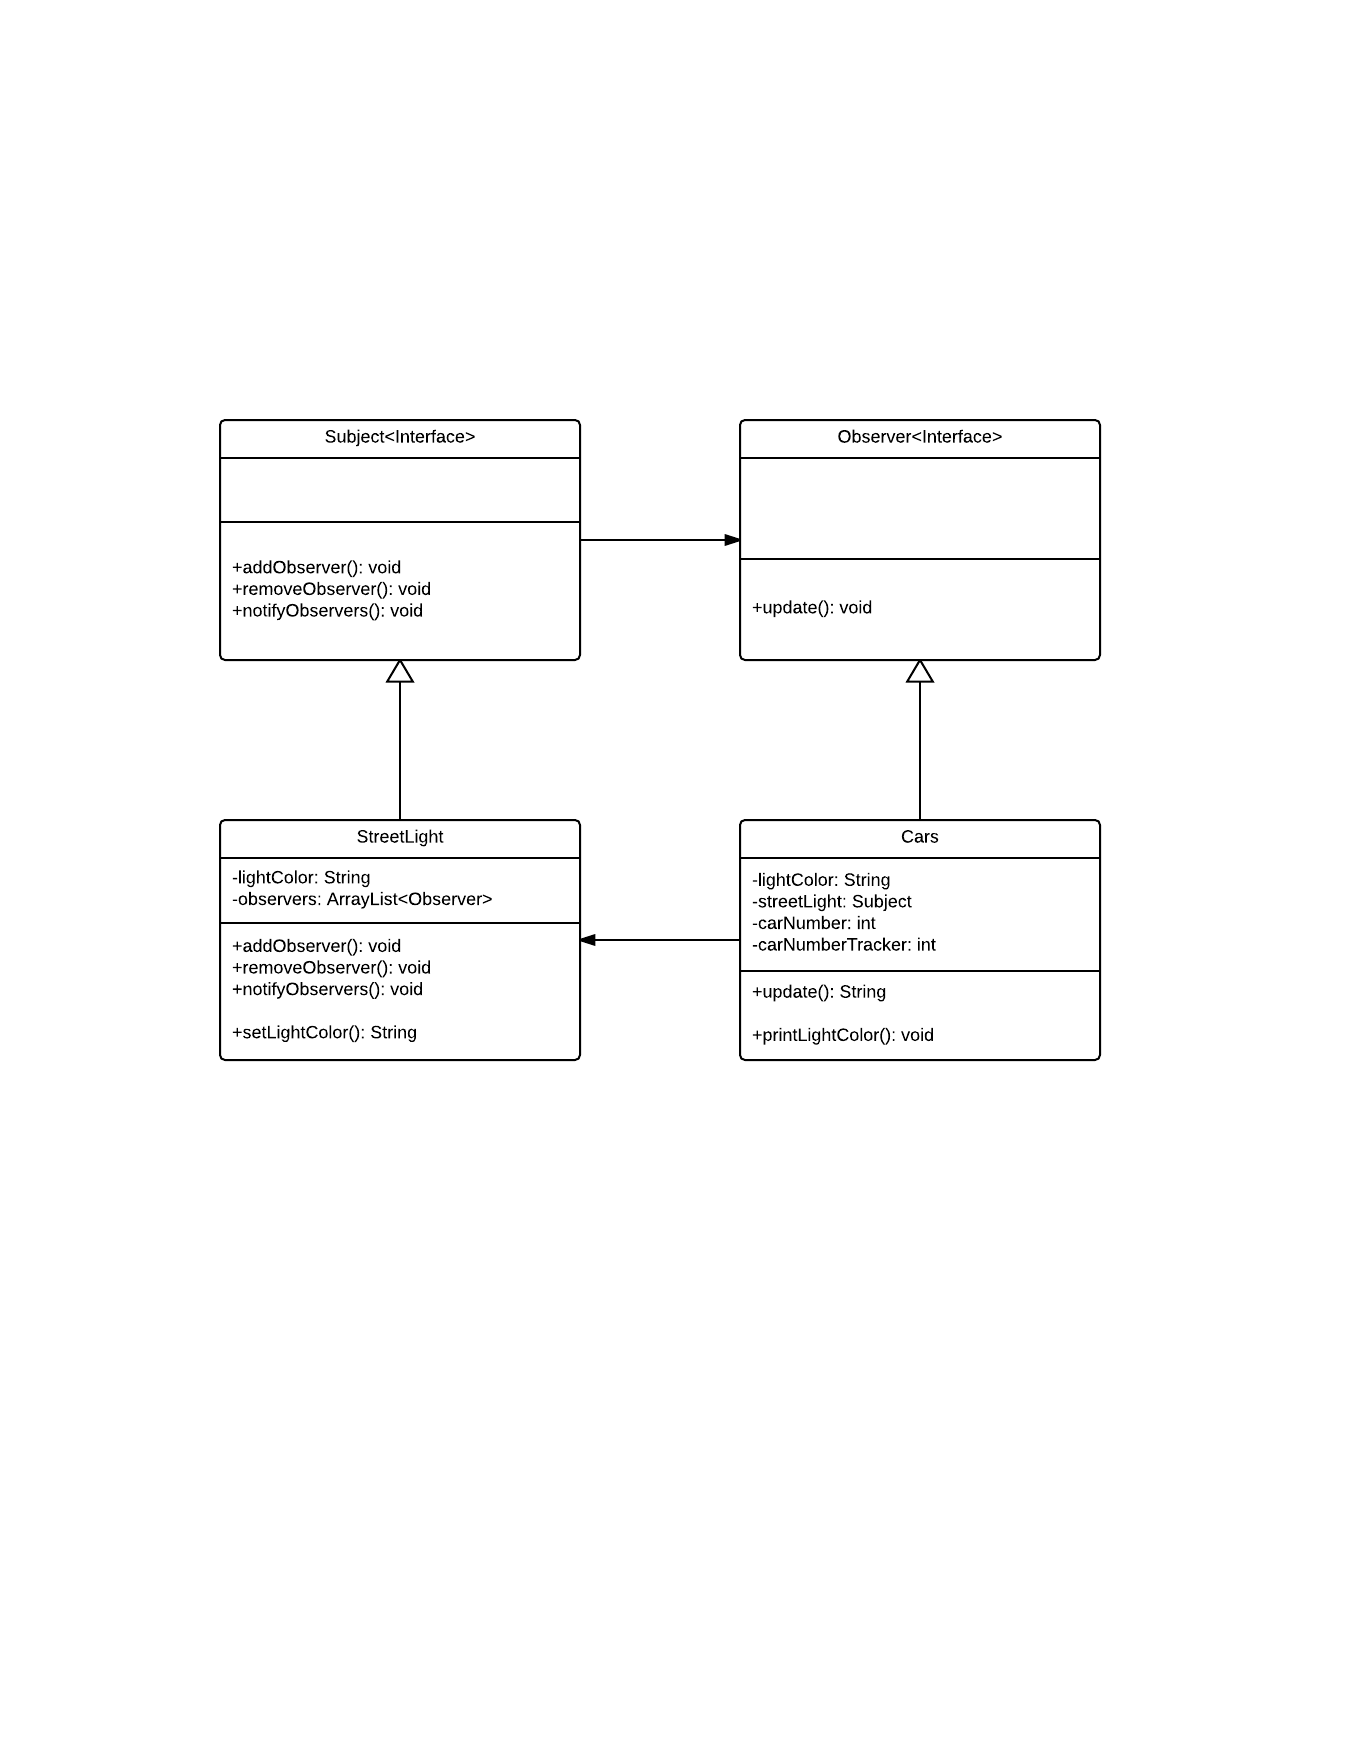 Subject<Interface>
+addObserver(): void
+removeObserver(): void
+notifyObservers(): void
Observer<Interface>
+update(): void
StreetLight
-lightColor: String
-observers: ArrayList<Observer>
+addObserver(): void
+removeObserver(): void
+notifyObservers(): void
+setLightColor(): String
Cars
-lightColor: String
-streetLight: Subject
-carNumber: int
-carNumberTracker: int
+update(): String
+printLightColor(): void